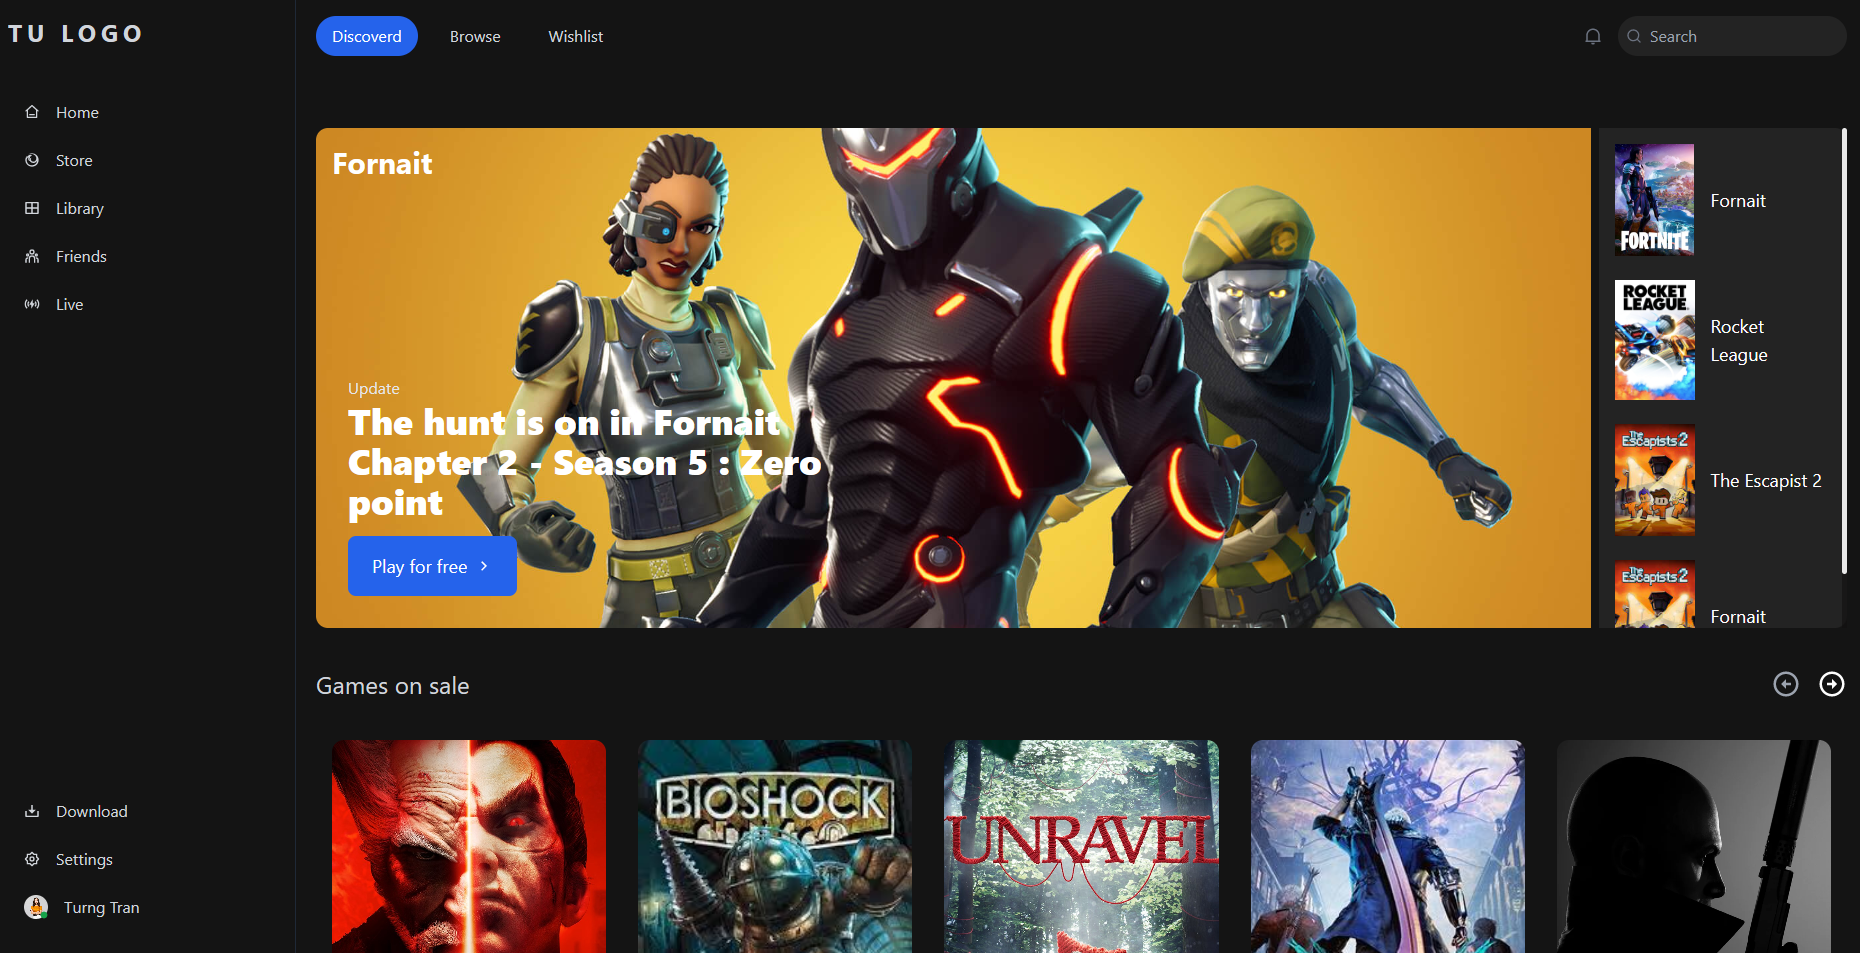 TU LOGO
Home
Store
Library
Friends
Live
Download
Settings
Turng Tran
Discoverd
Browse
Wishlist
Search
Fornait
Update
The hunt is on in Fornait
Chapter 2 - Season 5 : Zero
point
Play for free
FORTNITE
Fornait
ROCKET
LEAGUE
Rocket
League
The
Escapists 2
The Escapist 2
The
Escapists 2
Fornait
Games on sale
BIOSHOCK
UNRAVEL